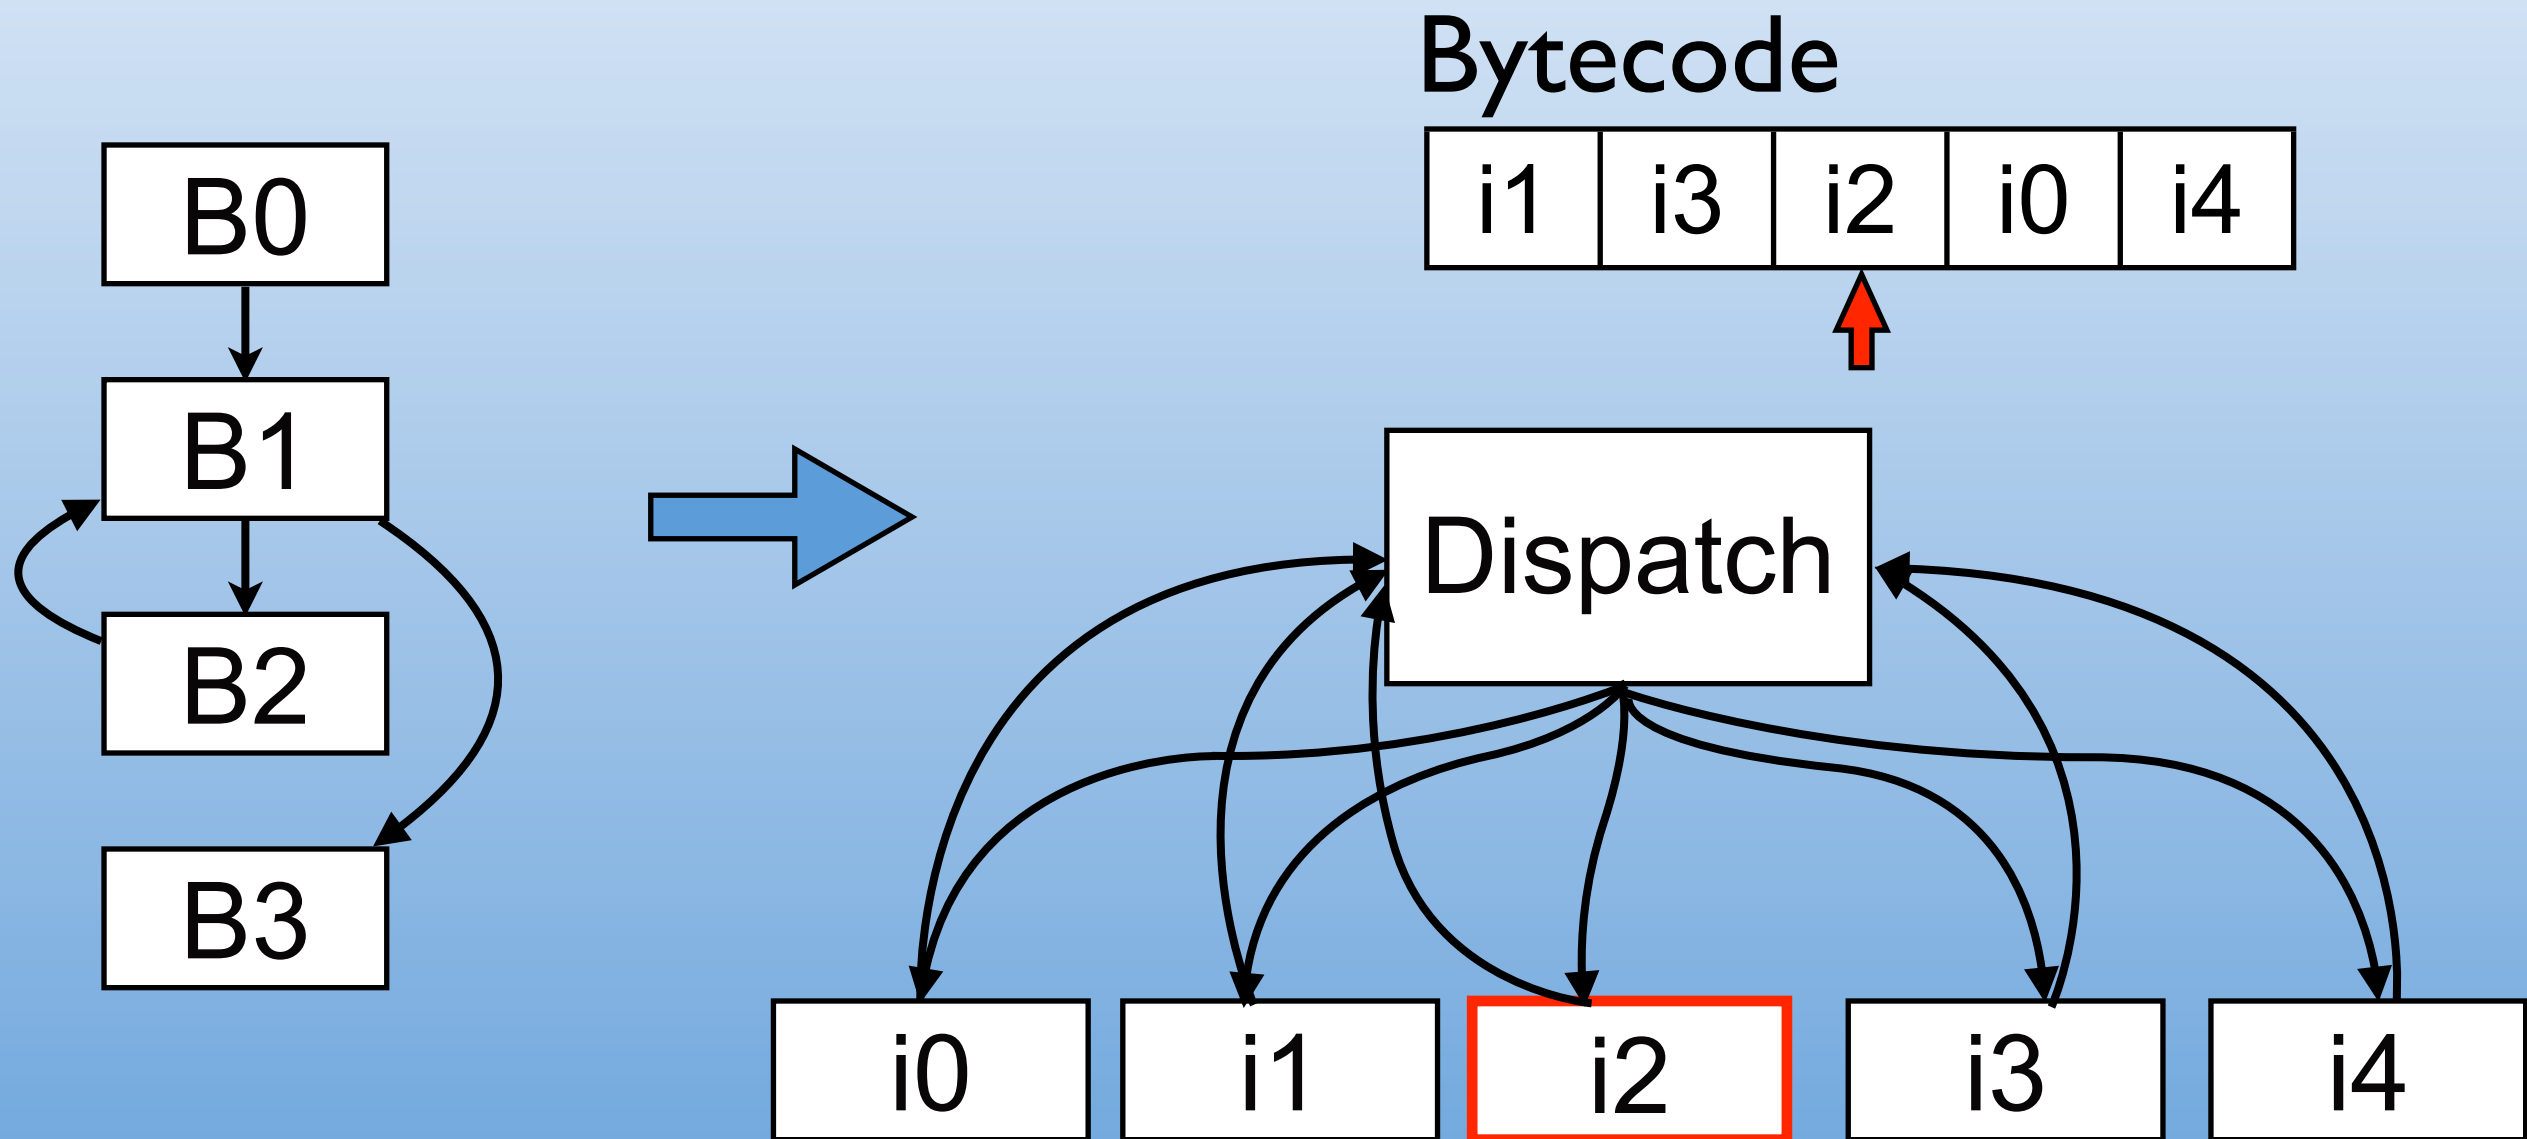 Bytecode
i1 i3 i2 i0 i4
B0
B1
B2
B3
Dispatch
i0 i1 i2 i3 i4